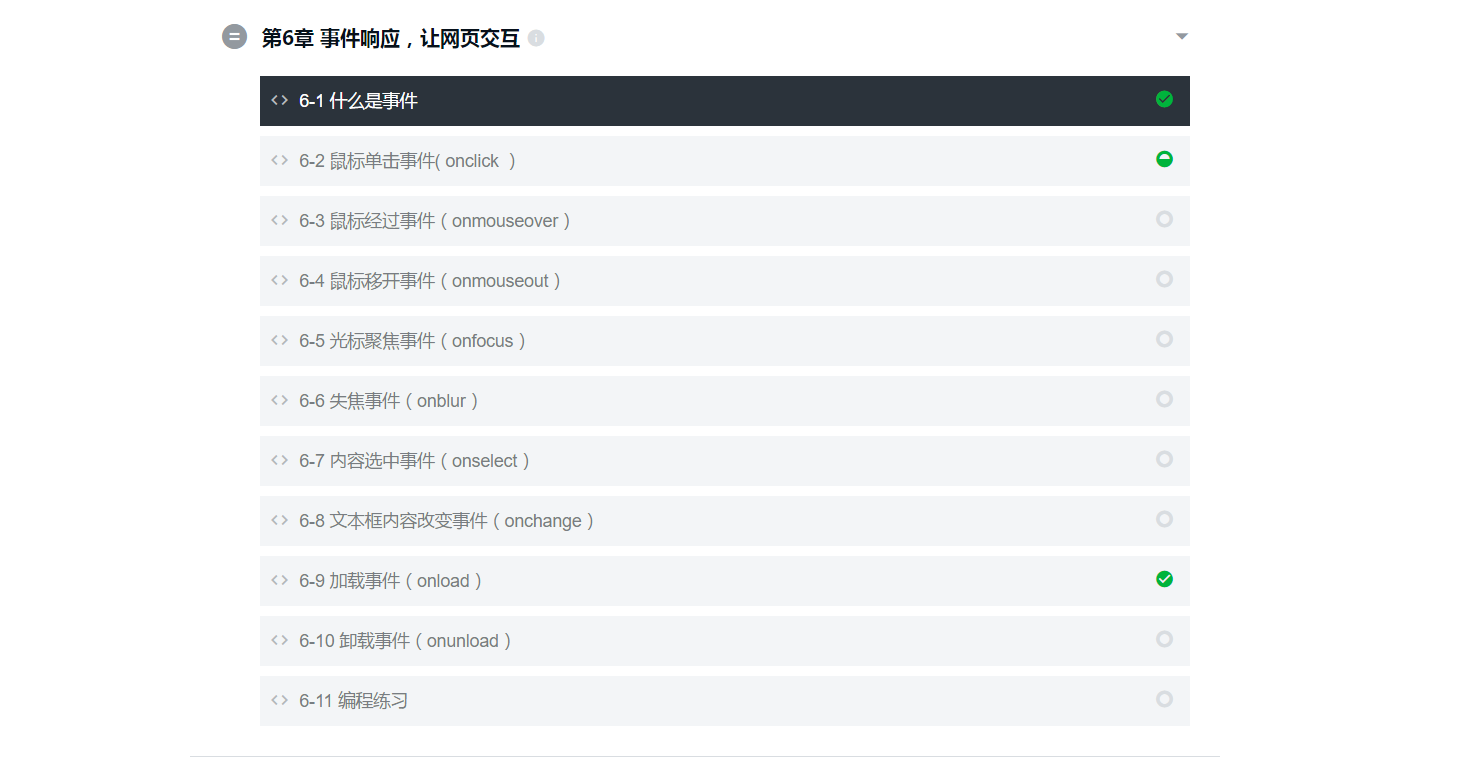 第6章 事件响应，让网页交互
6-1 什么是事件
6-2 鼠标单击事件( onclick ）
6-3 鼠标经过事件（onmouseover）
6-4 鼠标移开事件（onmouseout）
6-5 光标聚焦事件（onfocus）
6-6 失焦事件（onblur）
6-7 内容选中事件（onselect）
6-8 文本框内容改变事件（onchange）
6-9 加载事件（onload）
6-10 卸载事件（onunload）
6-11 编程练习